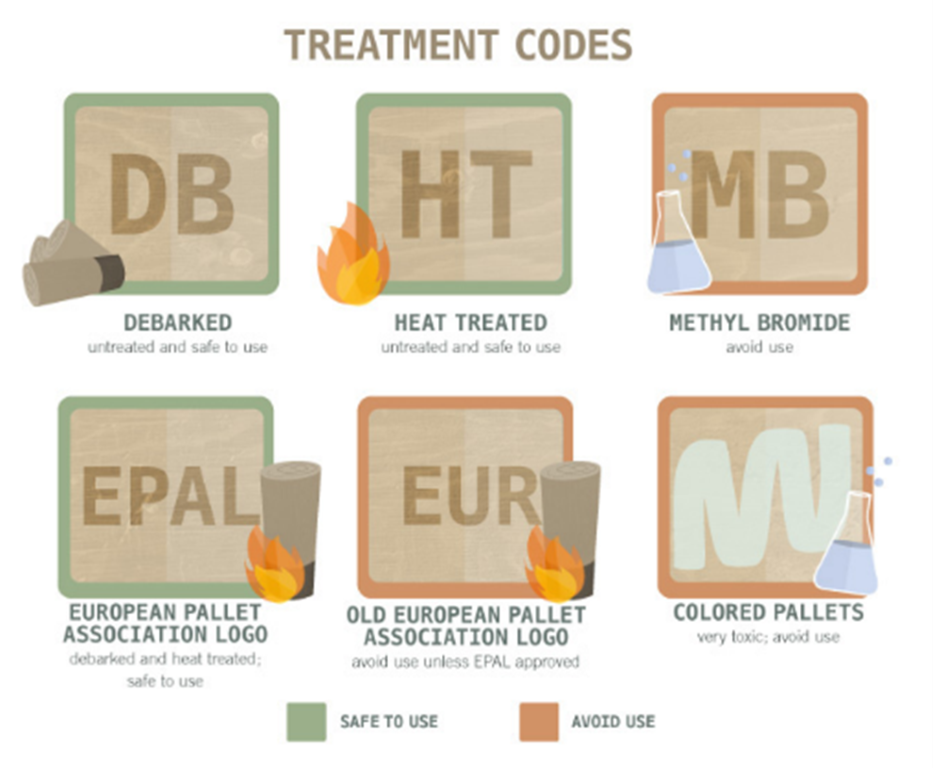 TREATMENT CODES
DB
HT
MB
DEBARKED
untreated and safe to use
HEAT TREATED
untreated and safe to use
METHYL BROMIDE
avoid use
EPAL
EUR
EUROPEAN PALLET
ASSOCIATION LOGO
debarked and heat treated;
safe to use
OLD EUROPEAN PALLET
ASSOCIATION LOGO
avoid use unless EPAL approved
COLORED PALLETS
very toxic; avoid use
SAFE TO USE
AVOID USE